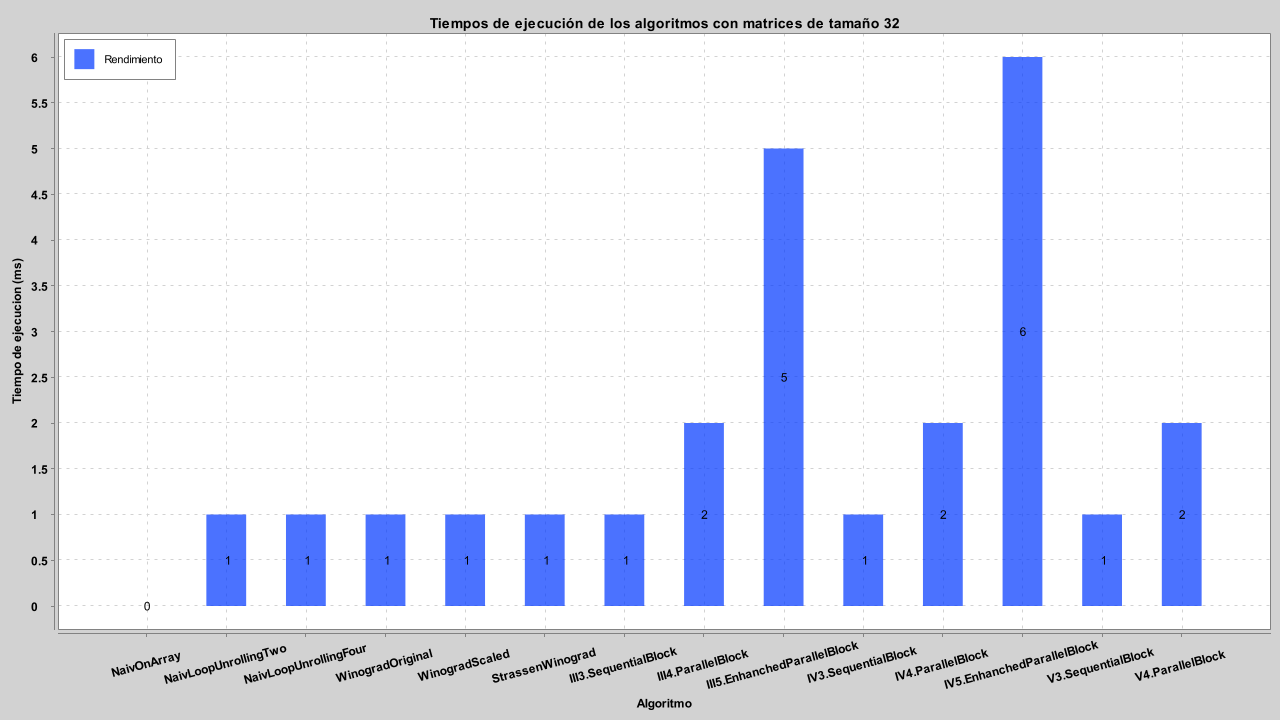 Tiempos de ejecución de los algoritmos con matrices de tamaño 32
Rendimiento
Tiempo de ejecucion (ms)
6
5.5
5
4.5
4
3.5
3
2.5
2
1.5
1
0.5
0
0
1
1
1
1
1
1
2
5
1
2
6
1
2
NaivOnArray
NaivLoopUnrollingTwo
NaivLoopUnrollingFour
WinogradOriginal
WinogradScaled
StrassenWinograd
III3.SequentialBlock
III4.ParallelBlock
III5.EnhanchedParallelBlock
IV3.SequentialBlock
IV4.ParallelBlock
IV5.EnhanchedParallelBlock
V3.SequentialBlock
V4.ParallelBlock
Algoritmo